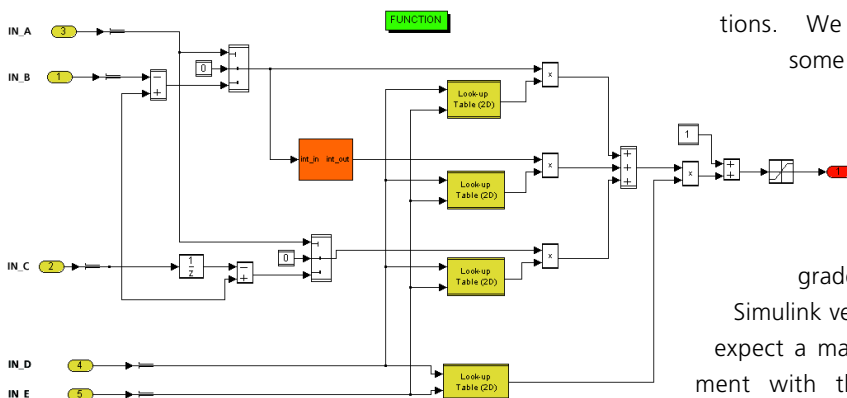 FUNCTION
tions. We
some
IN_A
3
IN_B
1
−
+
0
Look-up
Table (2D)
x
int_in int_out
x
Look-up
Table (2D)
+
+
+
1
x
+
+
1
0
Look-up
Table (2D)
x
IN_C
2
1
z
−
+
grade
Simulink ve
expect a ma
ment with th
IN_D
4
Look-up
Table (2D)
IN E
5